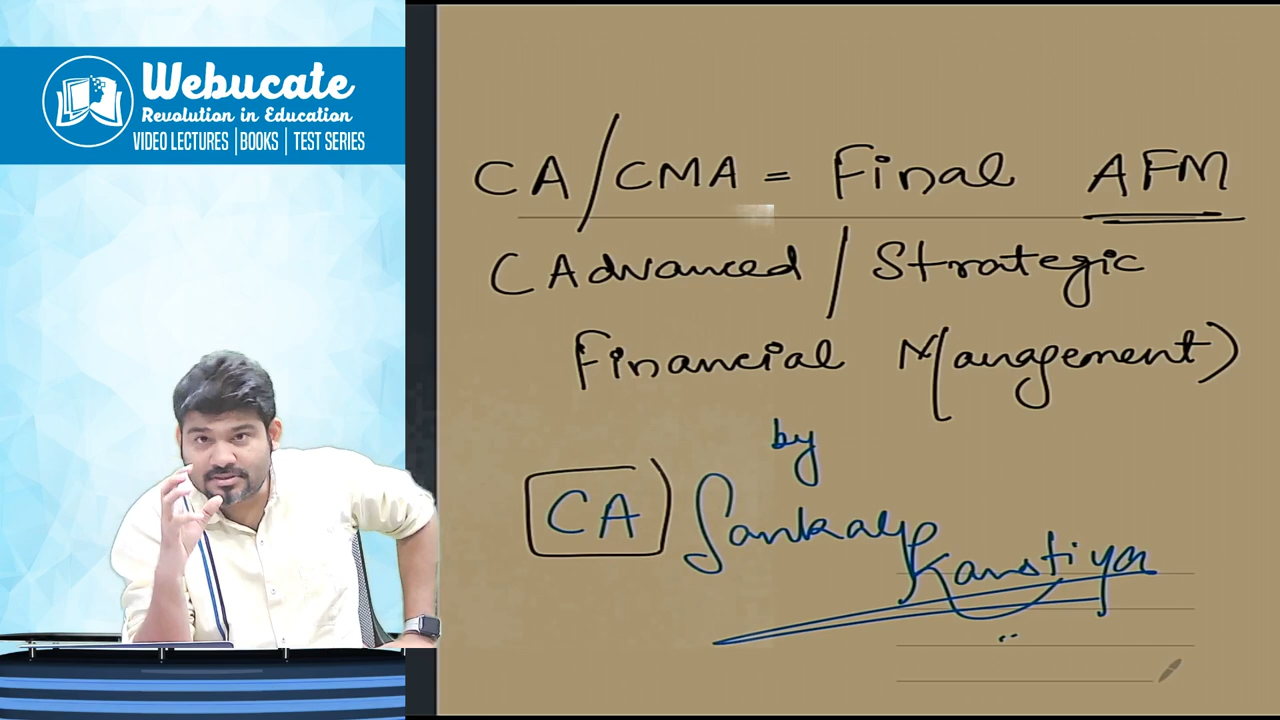 Webucate
Revolution in Education
VIDEO LECTURES | BOOKS | TEST SERIES
CA/CMA = Final AFM
(Advanced / Strategic
Financial Management)
by
CA Sankalp
Kanstiya